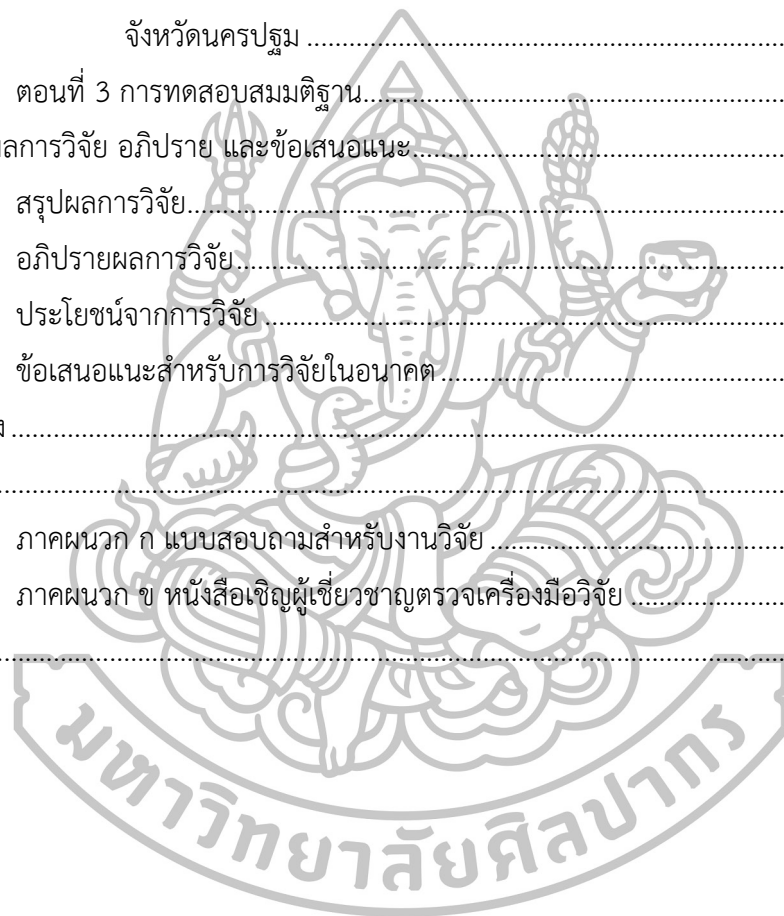 จังหวัดนครปฐม ................................................................
ตอนที่ 3 การทดสอบสมมติฐาน................................................................
ผลการวิจัย อภิปราย และข้อเสนอแนะ................................................................
สรุปผลการวิจัย................................................................
อภิปรายผลการวิจัย................................................................
ประโยชน์จากการวิจัย ................................................................
ข้อเสนอแนะสำหรับการวิจัยในอนาคต ................................................................
ภาคผนวก ก แบบสอบถามสำหรับงานวิจัย ................................................................
ภาคผนวก ข หนังสือเชิญผู้เชี่ยวชาญตรวจเครื่องมือวิจัย ................................................................
มหาวิทยาลัยศิลปากร